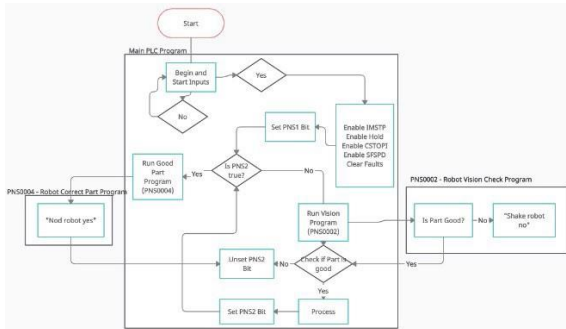 Start
Main PLC Program
Begin and
Start Inputs
Yes
No
Set PNS1 Bit
Enable IMSTP
Enable Hold
Enable CSTOPI
Enable SFSPD
Clear Faults
Run Good
Part
Program
(PNS0004)
Yes
Is PNS2
true?
No
PNS0004 - Robot Correct Part Program
"Nod robot yes"
PNS0002 - Robot Vision Check Program
Run Vision
Program
(PNS0002)
Is Part Good?
No
"Shake robot
no"
Unset PNS2
Bit
No
Check if Part is
good
Yes
Yes
Set PNS2 Bit
Process